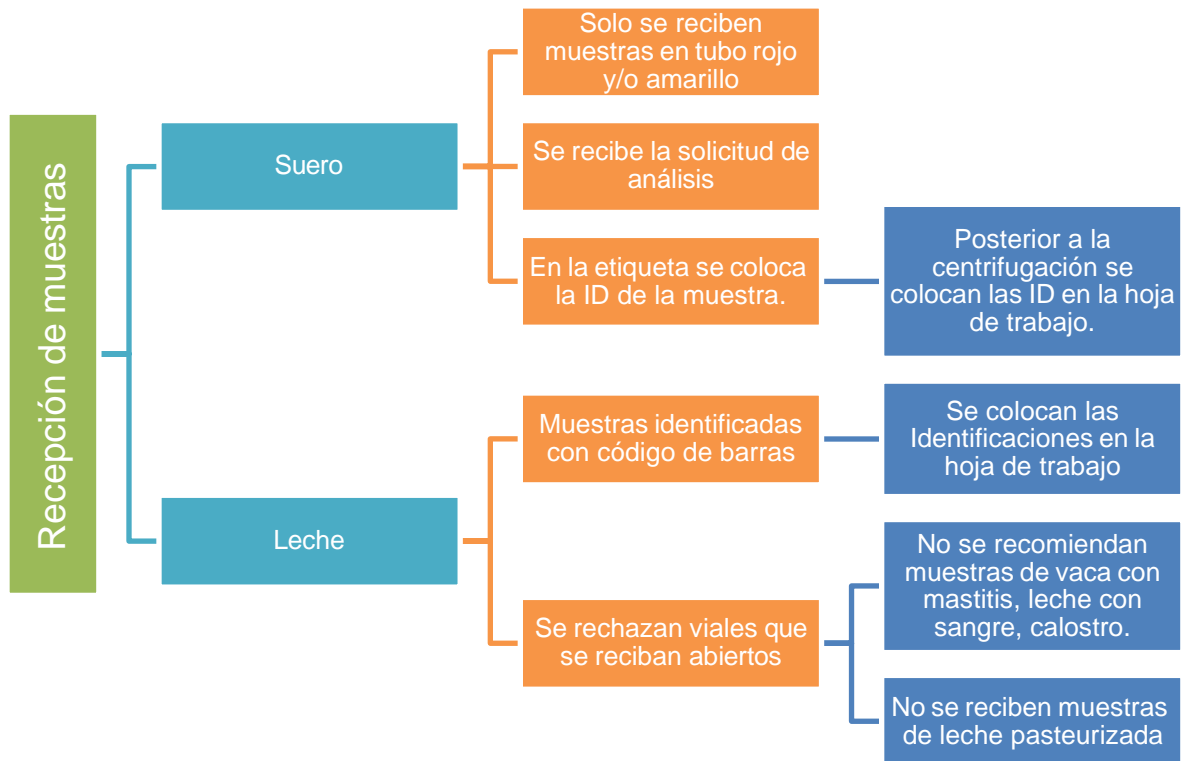 Recepción de muestras
Suero
Solo se reciben
muestras en tubo rojo
y/o amarillo
Se recibe la solicitud de
análisis
En la etiqueta se coloca
la ID de la muestra.
Posterior a la
centrifugación se
colocan las ID en la hoja
de trabajo.
Leche
Muestras identificadas
con código de barras
Se colocan las
Identificaciones en la
hoja de trabajo
Se rechazan viales que
se reciban abiertos
No se recomiendan
muestras de vaca con
mastitis, leche con
sangre, calostro.
No se reciben muestras
de leche pasteurizada